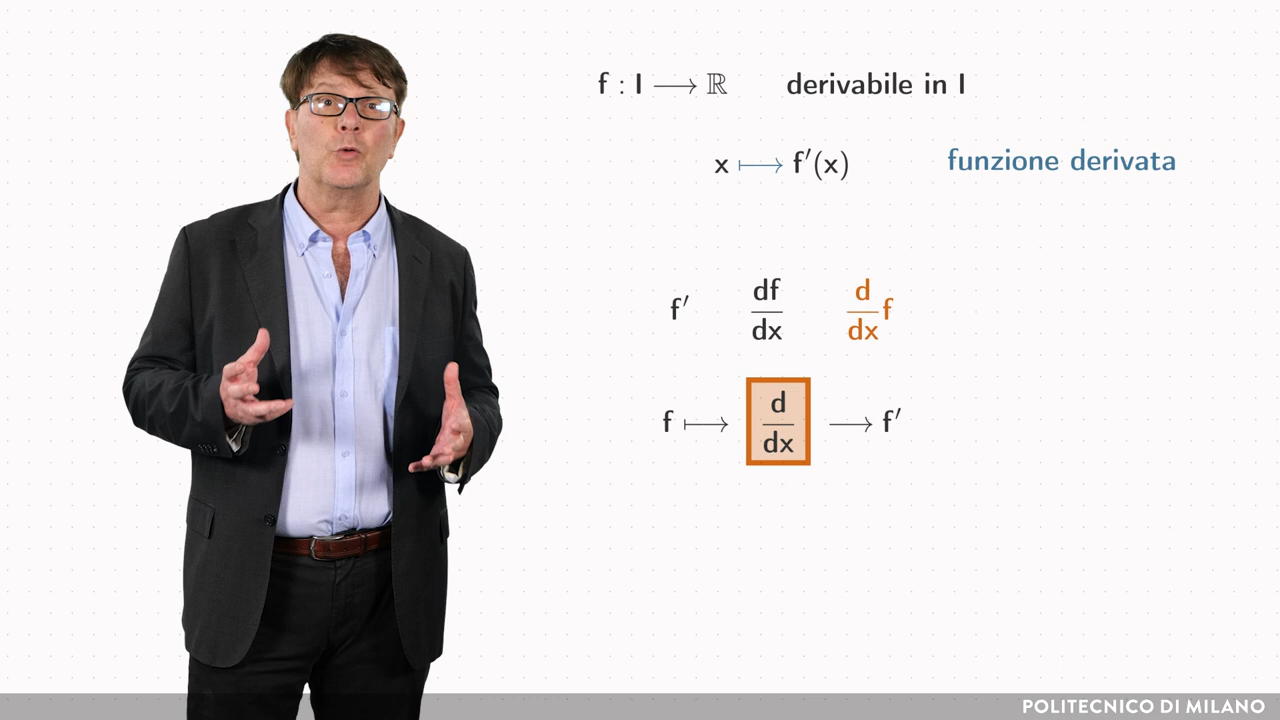 f : I ⟶ ℝ derivabile in I
x ⟼ f′(x) funzione derivata
f′ df/dx d/dx f
f ⟼ d/dx ⟶ f′
POLITECNICO DI MILANO